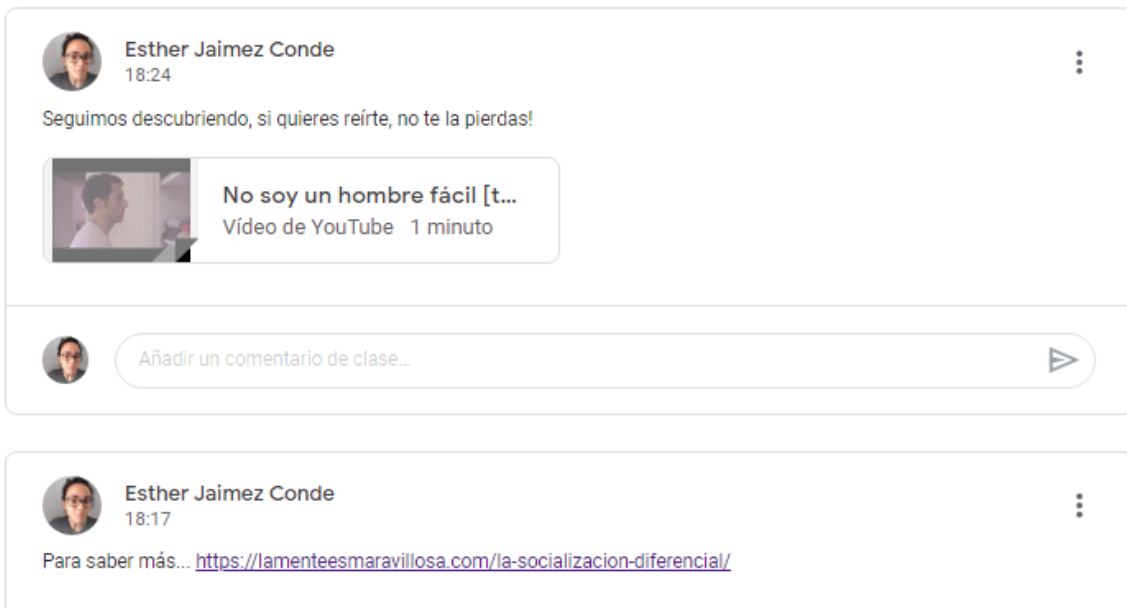 Esther Jaimez Conde
18:24
Seguimos descubriendo, si quieres reírte, no te la pierdas!
No soy un hombre fácil [t...
Vídeo de YouTube 1 minuto
Añadir un comentario de clase...
Esther Jaimez Conde
18:17
Para saber más... https://lamenteesmaravillosa.com/la-socializacion-diferencial/